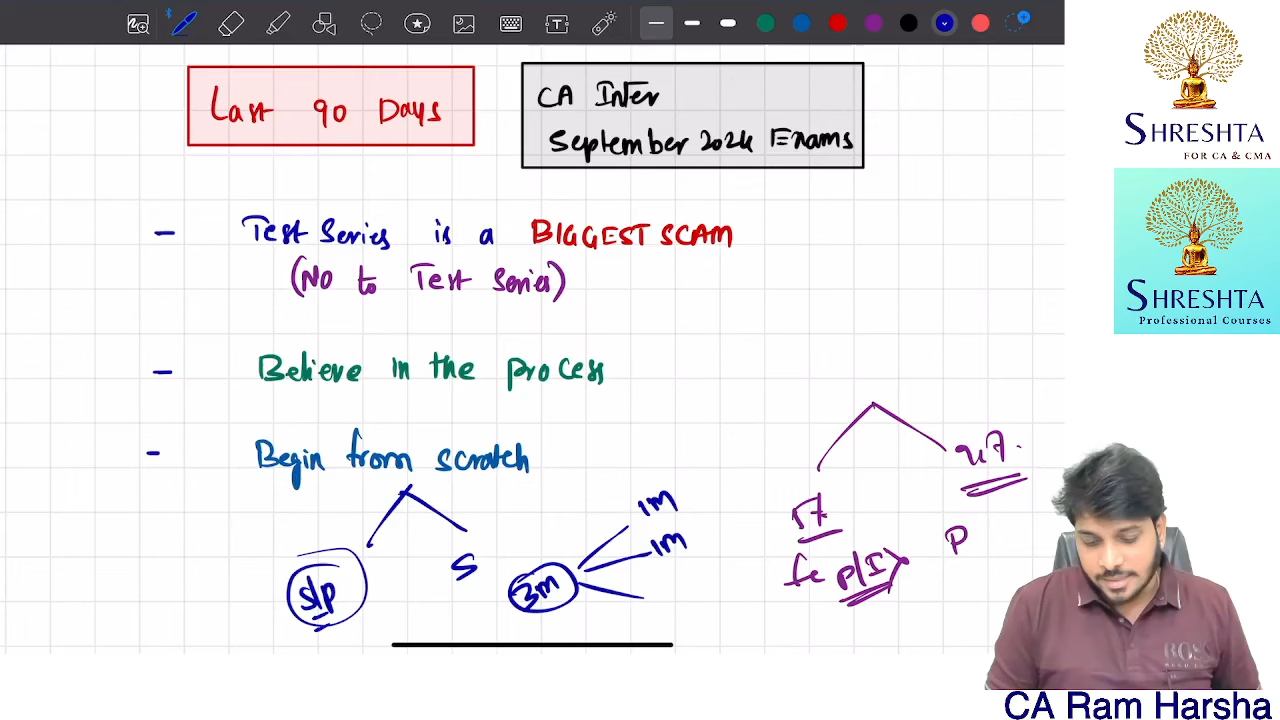 Last 90 Days
CA Inter
September 2024 Exams
- Test Series is a BIGGEST SCAM
(NO to Test Series)
- Believe in the process
- Begin from scratch
S/P
S
3M
1M
1M
P
SHRESHTA
FOR CA & CMA
SHRESHTA
Professional Courses
BOSS
CA Ram Harsha